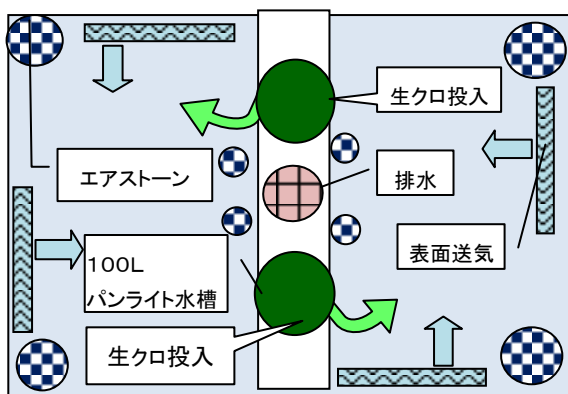 生クロ投入
エアストーン
排水
表面送気
100L
パンライト水槽
生クロ投入